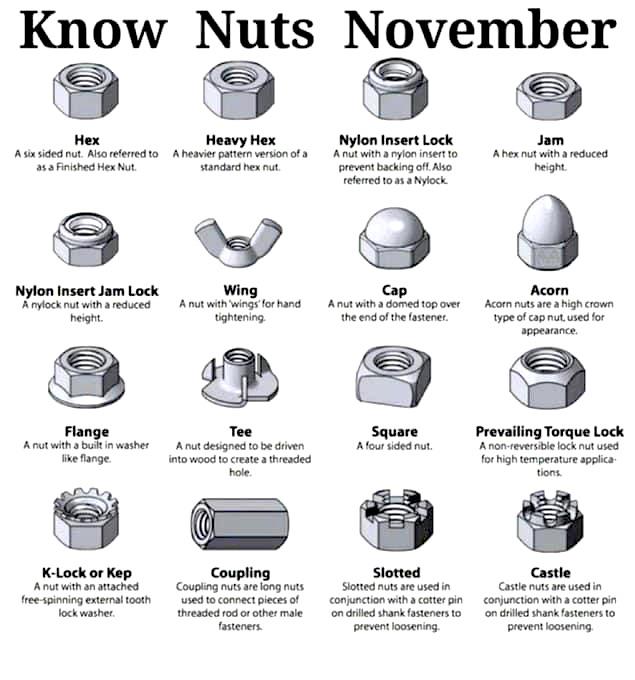 Know Nuts November
Hex
A six sided nut. Also referred to
as a Finished Hex Nut.
Heavy Hex
A heavier pattern version of a
standard hex nut.
Nylon Insert Lock
A nut with a nylon insert to
prevent backing off. Also
referred to as a Nylock.
Jam
A hex nut with a reduced
height.
Nylon Insert Jam Lock
A nylock nut with a reduced
height.
Wing
A nut with 'wings' for hand
tightening.
Cap
A nut with a domed top over
the end of the fastener.
Acorn
Acorn nuts are a high crown
type of cap nut, used for
appearance.
Flange
A nut with a built in washer
like flange.
Tee
A nut designed to be driven
into wood to create a threaded
hole.
Square
A four sided nut.
Prevailing Torque Lock
A non-reversible lock nut used
for high temperature applica-
tions.
K-Lock or Kep
A nut with an attached
free-spinning external tooth
lock washer.
Coupling
Coupling nuts are long nuts
used to connect pieces of
threaded rod or other male
fasteners.
Slotted
Slotted nuts are used in
conjunction with a cotter pin
on drilled shank fasteners to
prevent loosening.
Castle
Castle nuts are used in
conjunction with a cotter pin
on drilled shank fasteners to
prevent loosening.